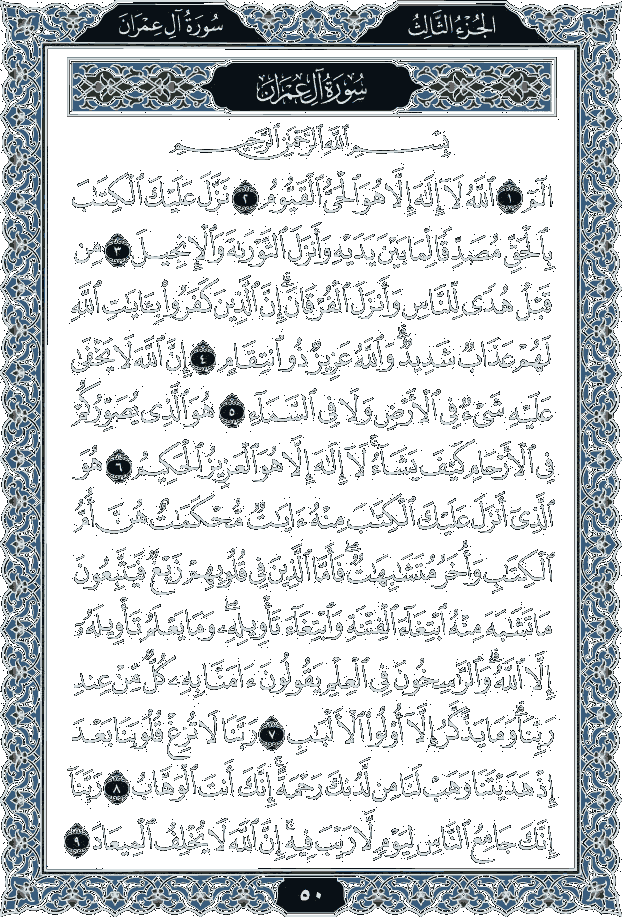 الجُزْءُ الثَّالِثُ
سُورَةُ آلِ عِمْرَان
سُورَةُ آلِ عِمْرَان
بِسْمِ ٱللَّهِ ٱلرَّحْمَٰنِ ٱلرَّحِيمِ
الٓمٓ ١ ٱللَّهُ لَآ إِلَٰهَ إِلَّا هُوَ ٱلْحَىُّ ٱلْقَيُّومُ ٢ نَزَّلَ عَلَيْكَ ٱلْكِتَٰبَ
بِٱلْحَقِّ مُصَدِّقًا لِّمَا بَيْنَ يَدَيْهِ وَأَنزَلَ ٱلتَّوْرَىٰةَ وَٱلْإِنجِيلَ ٣ مِن
قَبْلُ هُدًى لِّلنَّاسِ وَأَنزَلَ ٱلْفُرْقَانَ ۗ إِنَّ ٱلَّذِينَ كَفَرُوا۟ بِـَٔايَٰتِ ٱللَّهِ
لَهُمْ عَذَابٌ شَدِيدٌ ۗ وَٱللَّهُ عَزِيزٌ ذُو ٱنتِقَامٍ ٤ إِنَّ ٱللَّهَ لَا يَخْفَىٰ
عَلَيْهِ شَىْءٌ فِى ٱلْأَرْضِ وَلَا فِى ٱلسَّمَآءِ ٥ هُوَ ٱلَّذِى يُصَوِّرُكُمْ
فِى ٱلْأَرْحَامِ كَيْفَ يَشَآءُ ۚ لَآ إِلَٰهَ إِلَّا هُوَ ٱلْعَزِيزُ ٱلْحَكِيمُ ٦ هُوَ
ٱلَّذِىٓ أَنزَلَ عَلَيْكَ ٱلْكِتَٰبَ مِنْهُ ءَايَٰتٌ مُّحْكَمَٰتٌ هُنَّ أُمُّ
ٱلْكِتَٰبِ وَأُخَرُ مُتَشَٰبِهَٰتٌ ۖ فَأَمَّا ٱلَّذِينَ فِى قُلُوبِهِمْ زَيْغٌ فَيَتَّبِعُونَ
مَا تَشَٰبَهَ مِنْهُ ٱبْتِغَآءَ ٱلْفِتْنَةِ وَٱبْتِغَآءَ تَأْوِيلِهِۦ ۗ وَمَا يَعْلَمُ تَأْوِيلَهُۥٓ
إِلَّا ٱللَّهُ ۗ وَٱلرَّٰسِخُونَ فِى ٱلْعِلْمِ يَقُولُونَ ءَامَنَّا بِهِۦ كُلٌّ مِّنْ عِندِ
رَبِّنَا ۗ وَمَا يَذَّكَّرُ إِلَّآ أُو۟لُوا۟ ٱلْأَلْبَٰبِ ٧ رَبَّنَا لَا تُزِغْ قُلُوبَنَا بَعْدَ
إِذْ هَدَيْتَنَا وَهَبْ لَنَا مِن لَّدُنكَ رَحْمَةً ۚ إِنَّكَ أَنتَ ٱلْوَهَّابُ ٨ رَبَّنَآ
إِنَّكَ جَامِعُ ٱلنَّاسِ لِيَوْمٍ لَّا رَيْبَ فِيهِ ۚ إِنَّ ٱللَّهَ لَا يُخْلِفُ ٱلْمِيعَادَ ٩
٥٠